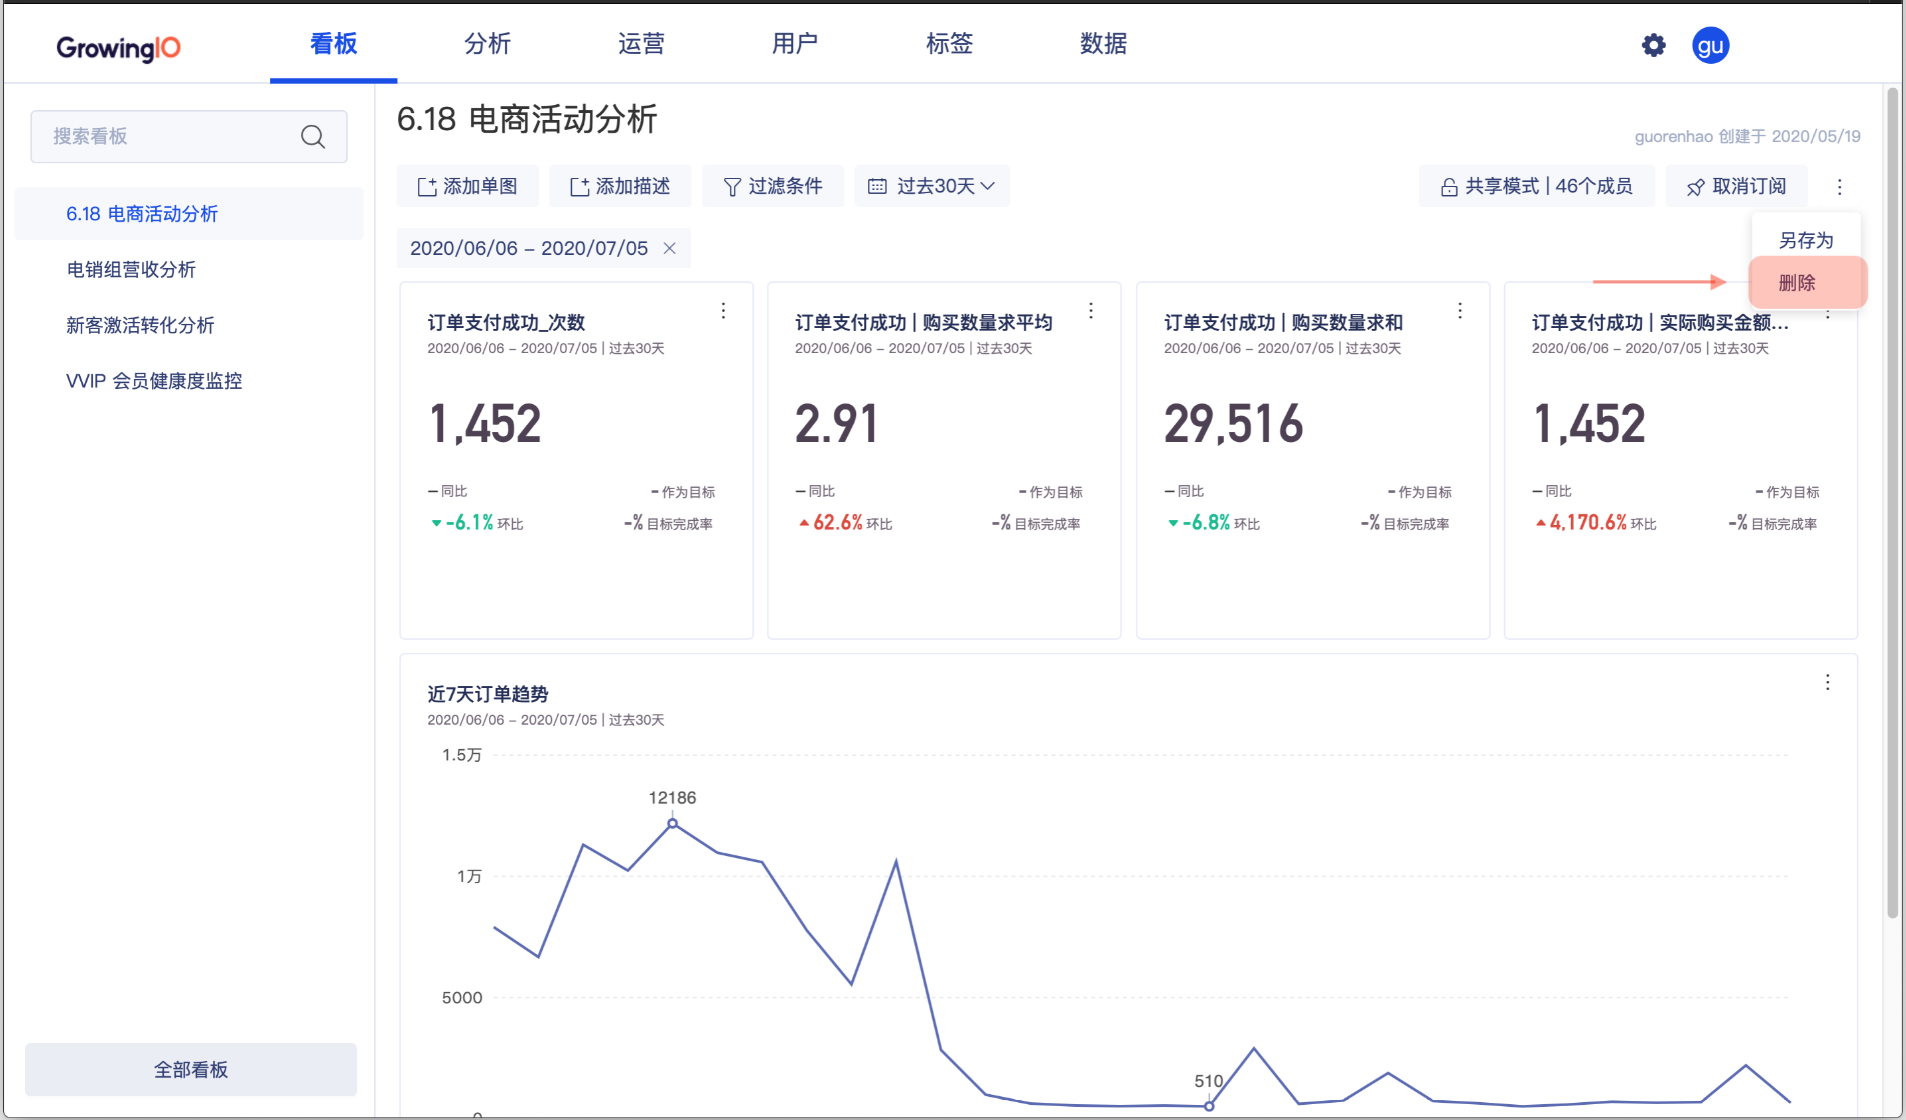 GrowingIO
看板
分析
运营
用户
标签
数据
gu
搜索看板
6.18 电商活动分析
电销组营收分析
新客激活转化分析
VVIP 会员健康度监控
全部看板
6.18 电商活动分析
guorenhao 创建于 2020/05/19
添加单图
添加描述
过滤条件
过去30天
共享模式 | 46个成员
取消订阅
另存为
删除
2020/06/06 – 2020/07/05
订单支付成功_次数
2020/06/06 – 2020/07/05 | 过去30天
1,452
– 同比
– 作为目标
-6.1% 环比
-% 目标完成率
订单支付成功 | 购买数量求平均
2020/06/06 – 2020/07/05 | 过去30天
2.91
– 同比
– 作为目标
62.6% 环比
-% 目标完成率
订单支付成功 | 购买数量求和
2020/06/06 – 2020/07/05 | 过去30天
29,516
– 同比
– 作为目标
-6.8% 环比
-% 目标完成率
订单支付成功 | 实际购买金额...
2020/06/06 – 2020/07/05 | 过去30天
1,452
– 同比
– 作为目标
4,170.6% 环比
-% 目标完成率
近7天订单趋势
2020/06/06 – 2020/07/05 | 过去30天
1.5万
12186
1万
5000
510
0